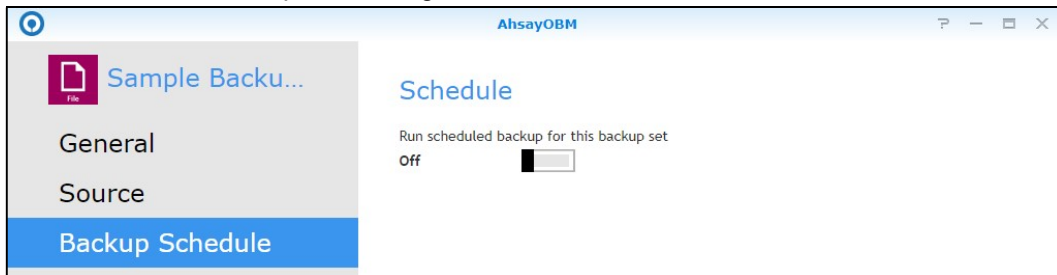 AhsayOBM
File
Sample Backu...
General
Source
Backup Schedule
Schedule
Run scheduled backup for this backup set
Off